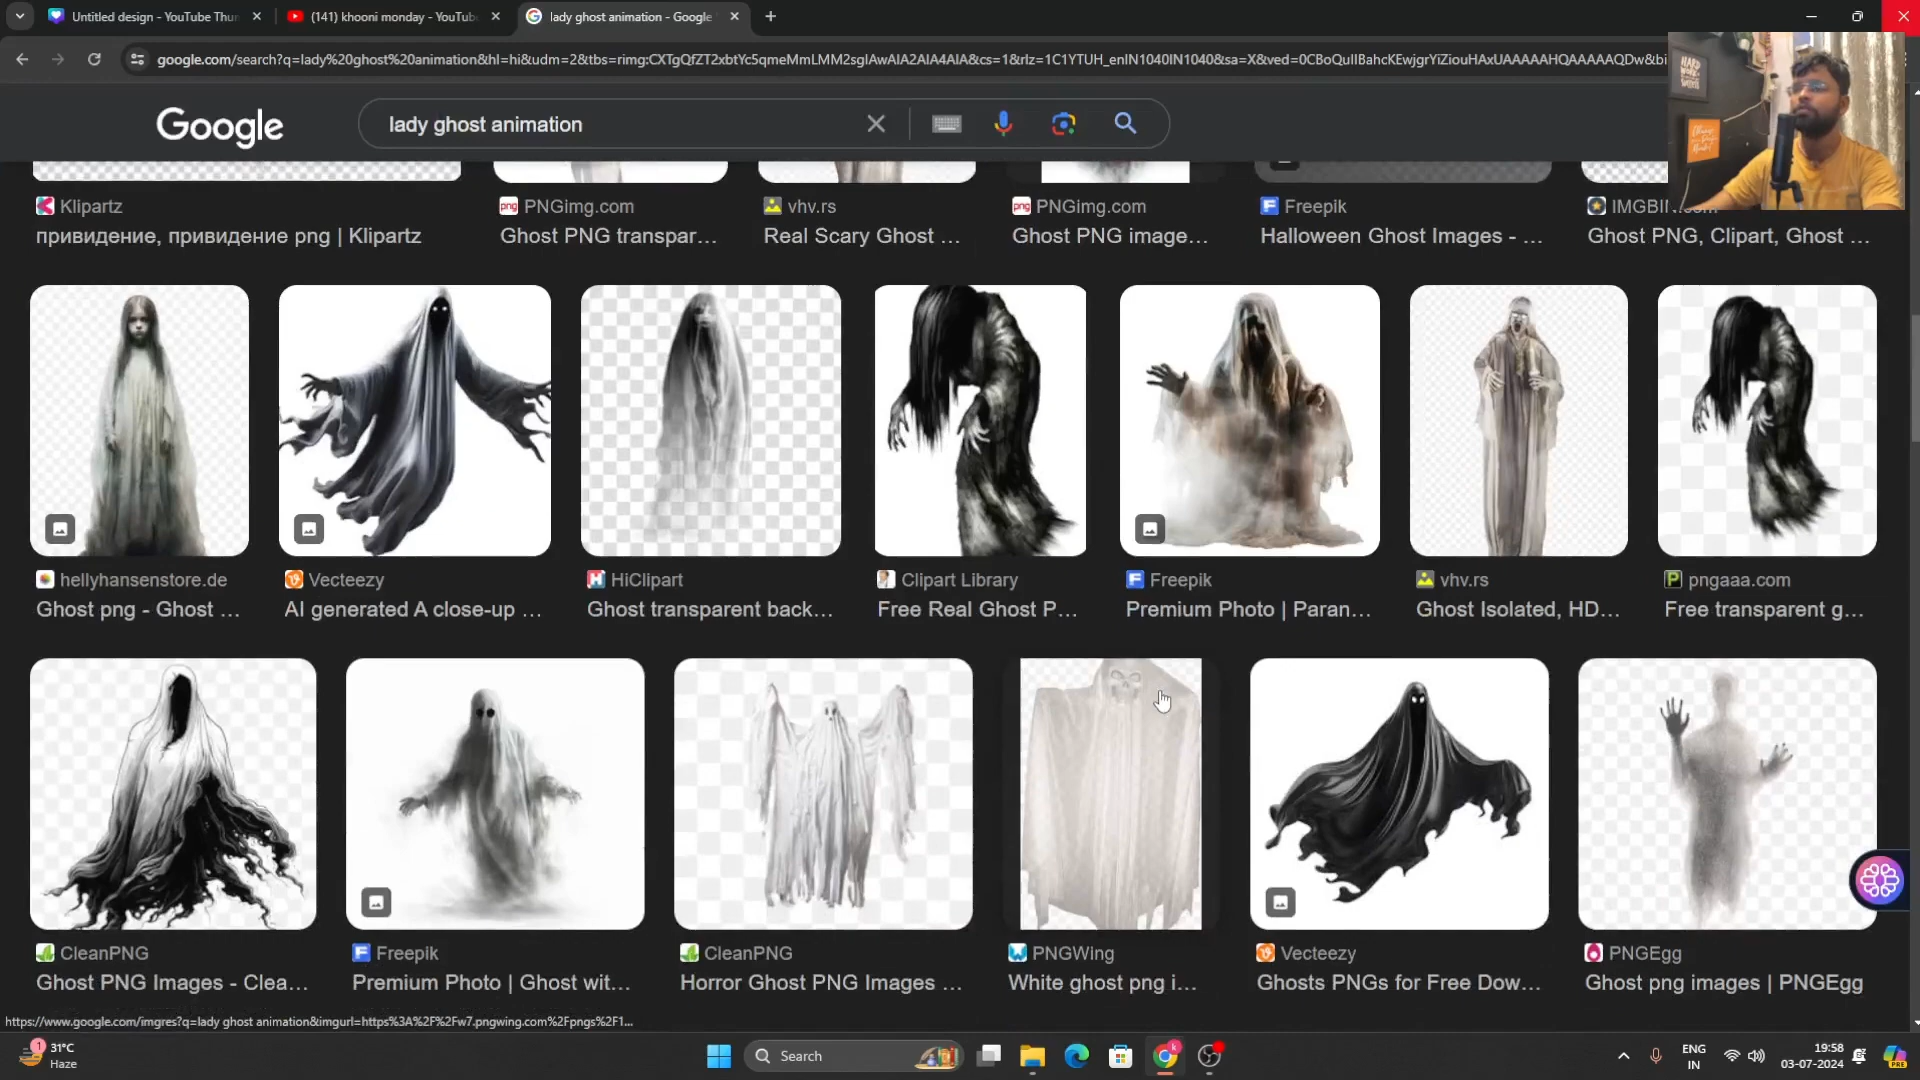 Untitled design - YouTube Thu
(141) khooni monday - YouTub
lady ghost animation - Google
google.com/search?q=lady%20ghost%20animation&hl=hi&udm=2&tbs=rimg:CXTgQfZT2xbtYc5qmeMmLMM2sgIAwAIA2AIA4AIA&cs=1&rlz=1C1YTUH_enIN1040IN1040&sa=X&ved=0CBoQuIIBahcKEwjgrYiZiouHAxUAAAAAHQAAAAAQDw&bi
Google
lady ghost animation
Klipartz
привидение, привидение png | Klipartz
PNGimg.com
Ghost PNG transpar...
vhv.rs
Real Scary Ghost ...
PNGimg.com
Ghost PNG image...
Freepik
Halloween Ghost Images - ...
Ghost PNG, Clipart, Ghost ...
hellyhansenstore.de
Ghost png - Ghost ...
Vecteezy
AI generated A close-up ...
HiClipart
Ghost transparent back...
Clipart Library
Free Real Ghost P...
Freepik
Premium Photo | Paran...
vhv.rs
Ghost Isolated, HD...
pngaaa.com
Free transparent g...
CleanPNG
Ghost PNG Images - Clea...
Freepik
Premium Photo | Ghost wit...
CleanPNG
Horror Ghost PNG Images ...
PNGWing
White ghost png i...
Vecteezy
Ghosts PNGs for Free Dow...
PNGEgg
Ghost png images | PNGEgg
https://www.google.com/imgres?q=lady ghost animation&imgurl=https%3A%2F%2Fw7.pngwing.com%2Fpngs%2F1...
1
31°C
Haze
Search
ENG
IN
19:58
03-07-2024